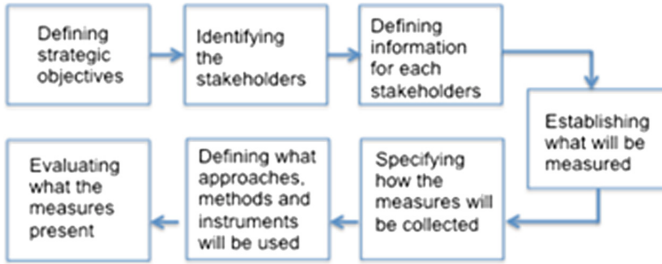 Defining
strategic
objectives
Identifying
the
stakeholders
Defining
information
for each
stakeholders
Establishing
what will be
measured
Specifying
how the
measures will
be collected
Defining what
approaches,
methods and
instruments
will be used
Evaluating
what the
measures
present